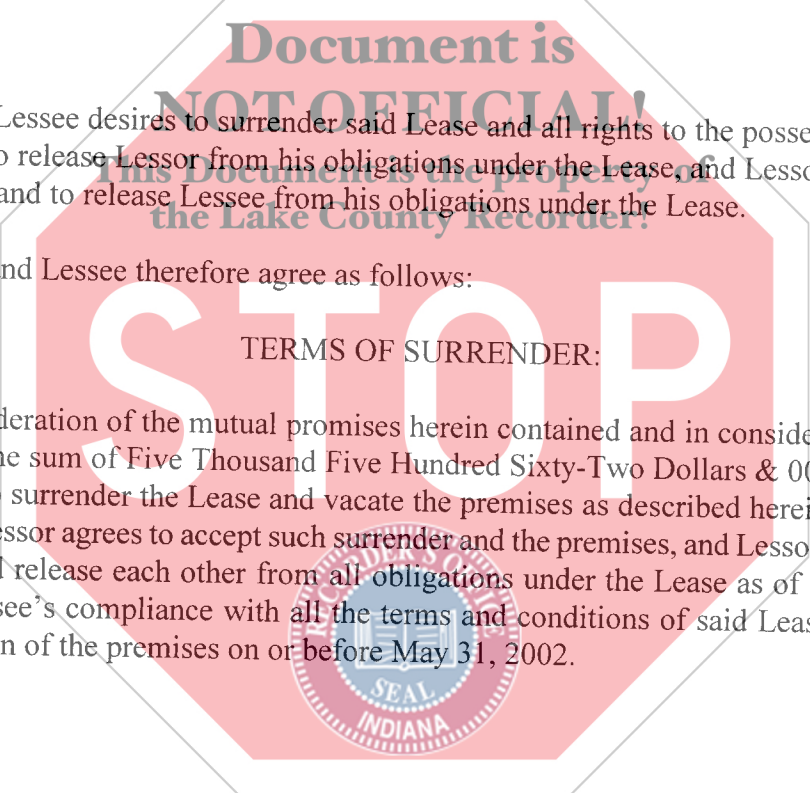 Document is
NOT OFFICIAL!
Lessee desires to surrender said Lease and all rights to the posse
o release Lessor from his obligations under the Lease, and Lesso
This Document is the property of
and to release Lessee from his obligations under the Lease.
the Lake County Recorder!
nd Lessee therefore agree as follows:
STOP
TERMS OF SURRENDER:
deration of the mutual promises herein contained and in conside
he sum of Five Thousand Five Hundred Sixty-Two Dollars & 00
o surrender the Lease and vacate the premises as described herei
essor agrees to accept such surrender and the premises, and Lesso
d release each other from all obligations under the Lease as of
see's compliance with all the terms and conditions of said Leas
n of the premises on or before May 31, 2002.
SEAL
INDIANA